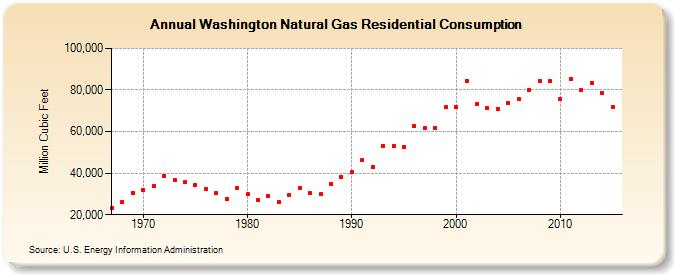 Annual Washington Natural Gas Residential Consumption
Million Cubic Feet
100,000
80,000
60,000
40,000
20,000
1970 1980 1990 2000 2010
Source: U.S. Energy Information Administration